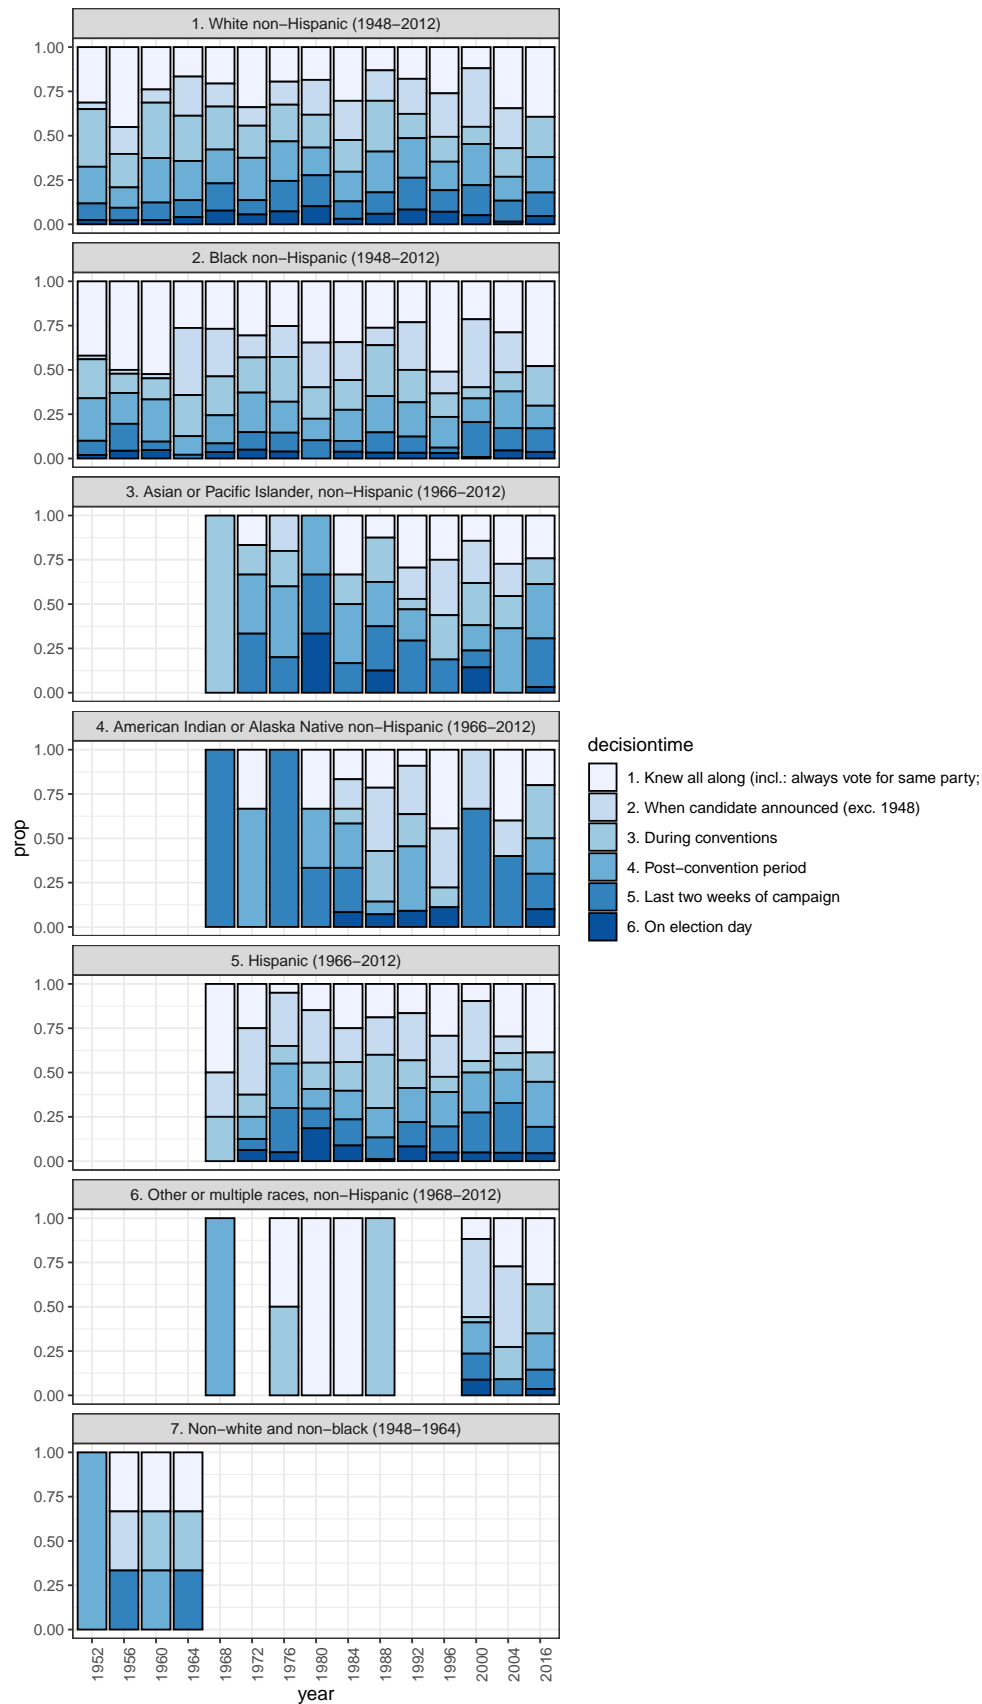 1. White non−Hispanic (1948−2012)
1.00
0.75
0.50
0.25
0.00
2. Black non−Hispanic (1948−2012)
1.00
0.75
0.50
0.25
0.00
3. Asian or Pacific Islander, non−Hispanic (1966−2012)
1.00
0.75
0.50
0.25
0.00
4. American Indian or Alaska Native non−Hispanic (1966−2012)
1.00
0.75
0.50
0.25
0.00
prop
decisiontime
1. Knew all along (incl.: always vote for same party;
2. When candidate announced (exc. 1948)
3. During conventions
4. Post−convention period
5. Last two weeks of campaign
6. On election day
5. Hispanic (1966−2012)
1.00
0.75
0.50
0.25
0.00
6. Other or multiple races, non−Hispanic (1968−2012)
1.00
0.75
0.50
0.25
0.00
7. Non−white and non−black (1948−1964)
1.00
0.75
0.50
0.25
0.00
1952 1956 1960 1964 1968 1972 1976 1980 1984 1988 1992 1996 2000 2004 2016
year